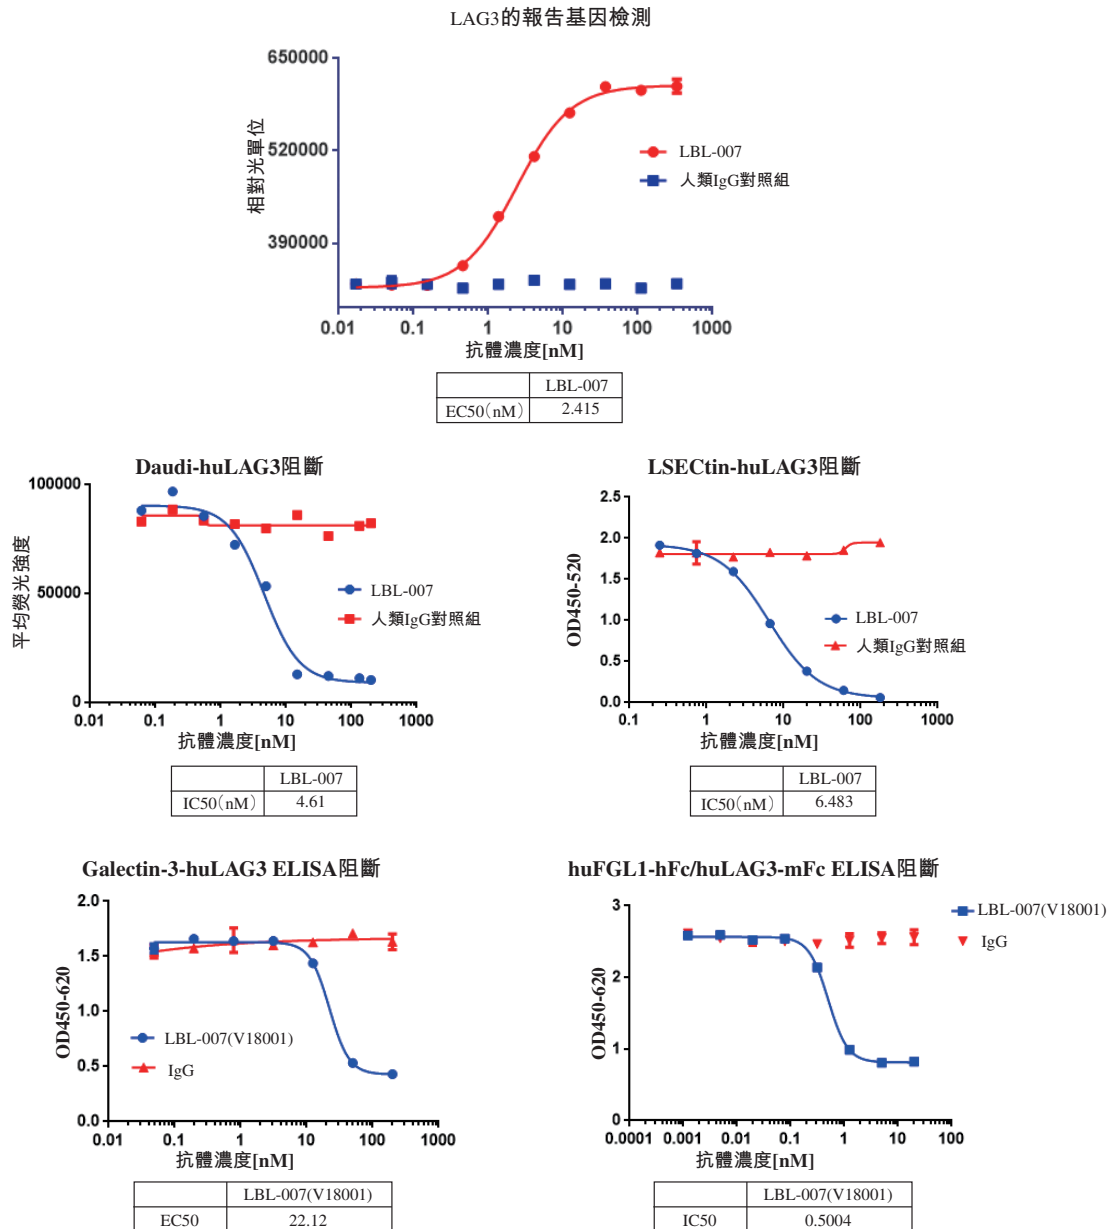 LAG3的報告基因檢測
650000
520000
390000
相對光單位
LBL-007
人類IgG對照組
0.01 0.1 1 10 100 1000
抗體濃度[nM]
LBL-007
EC50(nM) 2.415
Daudi-huLAG3阻斷
100000
50000
0
平均熒光強度
LBL-007
人類IgG對照組
0.01 0.1 1 10 100 1000
抗體濃度[nM]
LBL-007
IC50(nM) 4.61
LSECtin-huLAG3阻斷
2.5
2.0
1.5
1.0
0.5
0.0
OD450-520
LBL-007
人類IgG對照組
0.1 1 10 100 1000
抗體濃度[nM]
LBL-007
IC50(nM) 6.483
Galectin-3-huLAG3 ELISA阻斷
2.0
1.5
1.0
0.5
0.0
OD450-620
LBL-007(V18001)
IgG
0.01 0.1 1 10 100 1000
抗體濃度[nM]
LBL-007(V18001)
EC50 22.12
huFGL1-hFc/huLAG3-mFc ELISA阻斷
3
2
1
0
OD450-620
LBL-007(V18001)
IgG
0.0001 0.001 0.01 0.1 1 10 100
抗體濃度[nM]
LBL-007(V18001)
IC50 0.5004